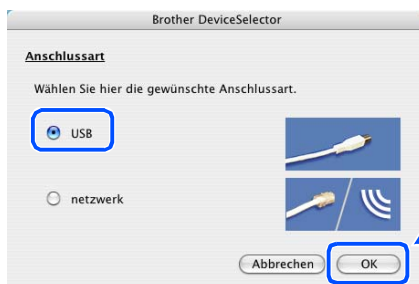 Brother DeviceSelector
Anschlussart
Wählen Sie hier die gewünschte Anschlussart.
USB
netzwerk
Abbrechen OK